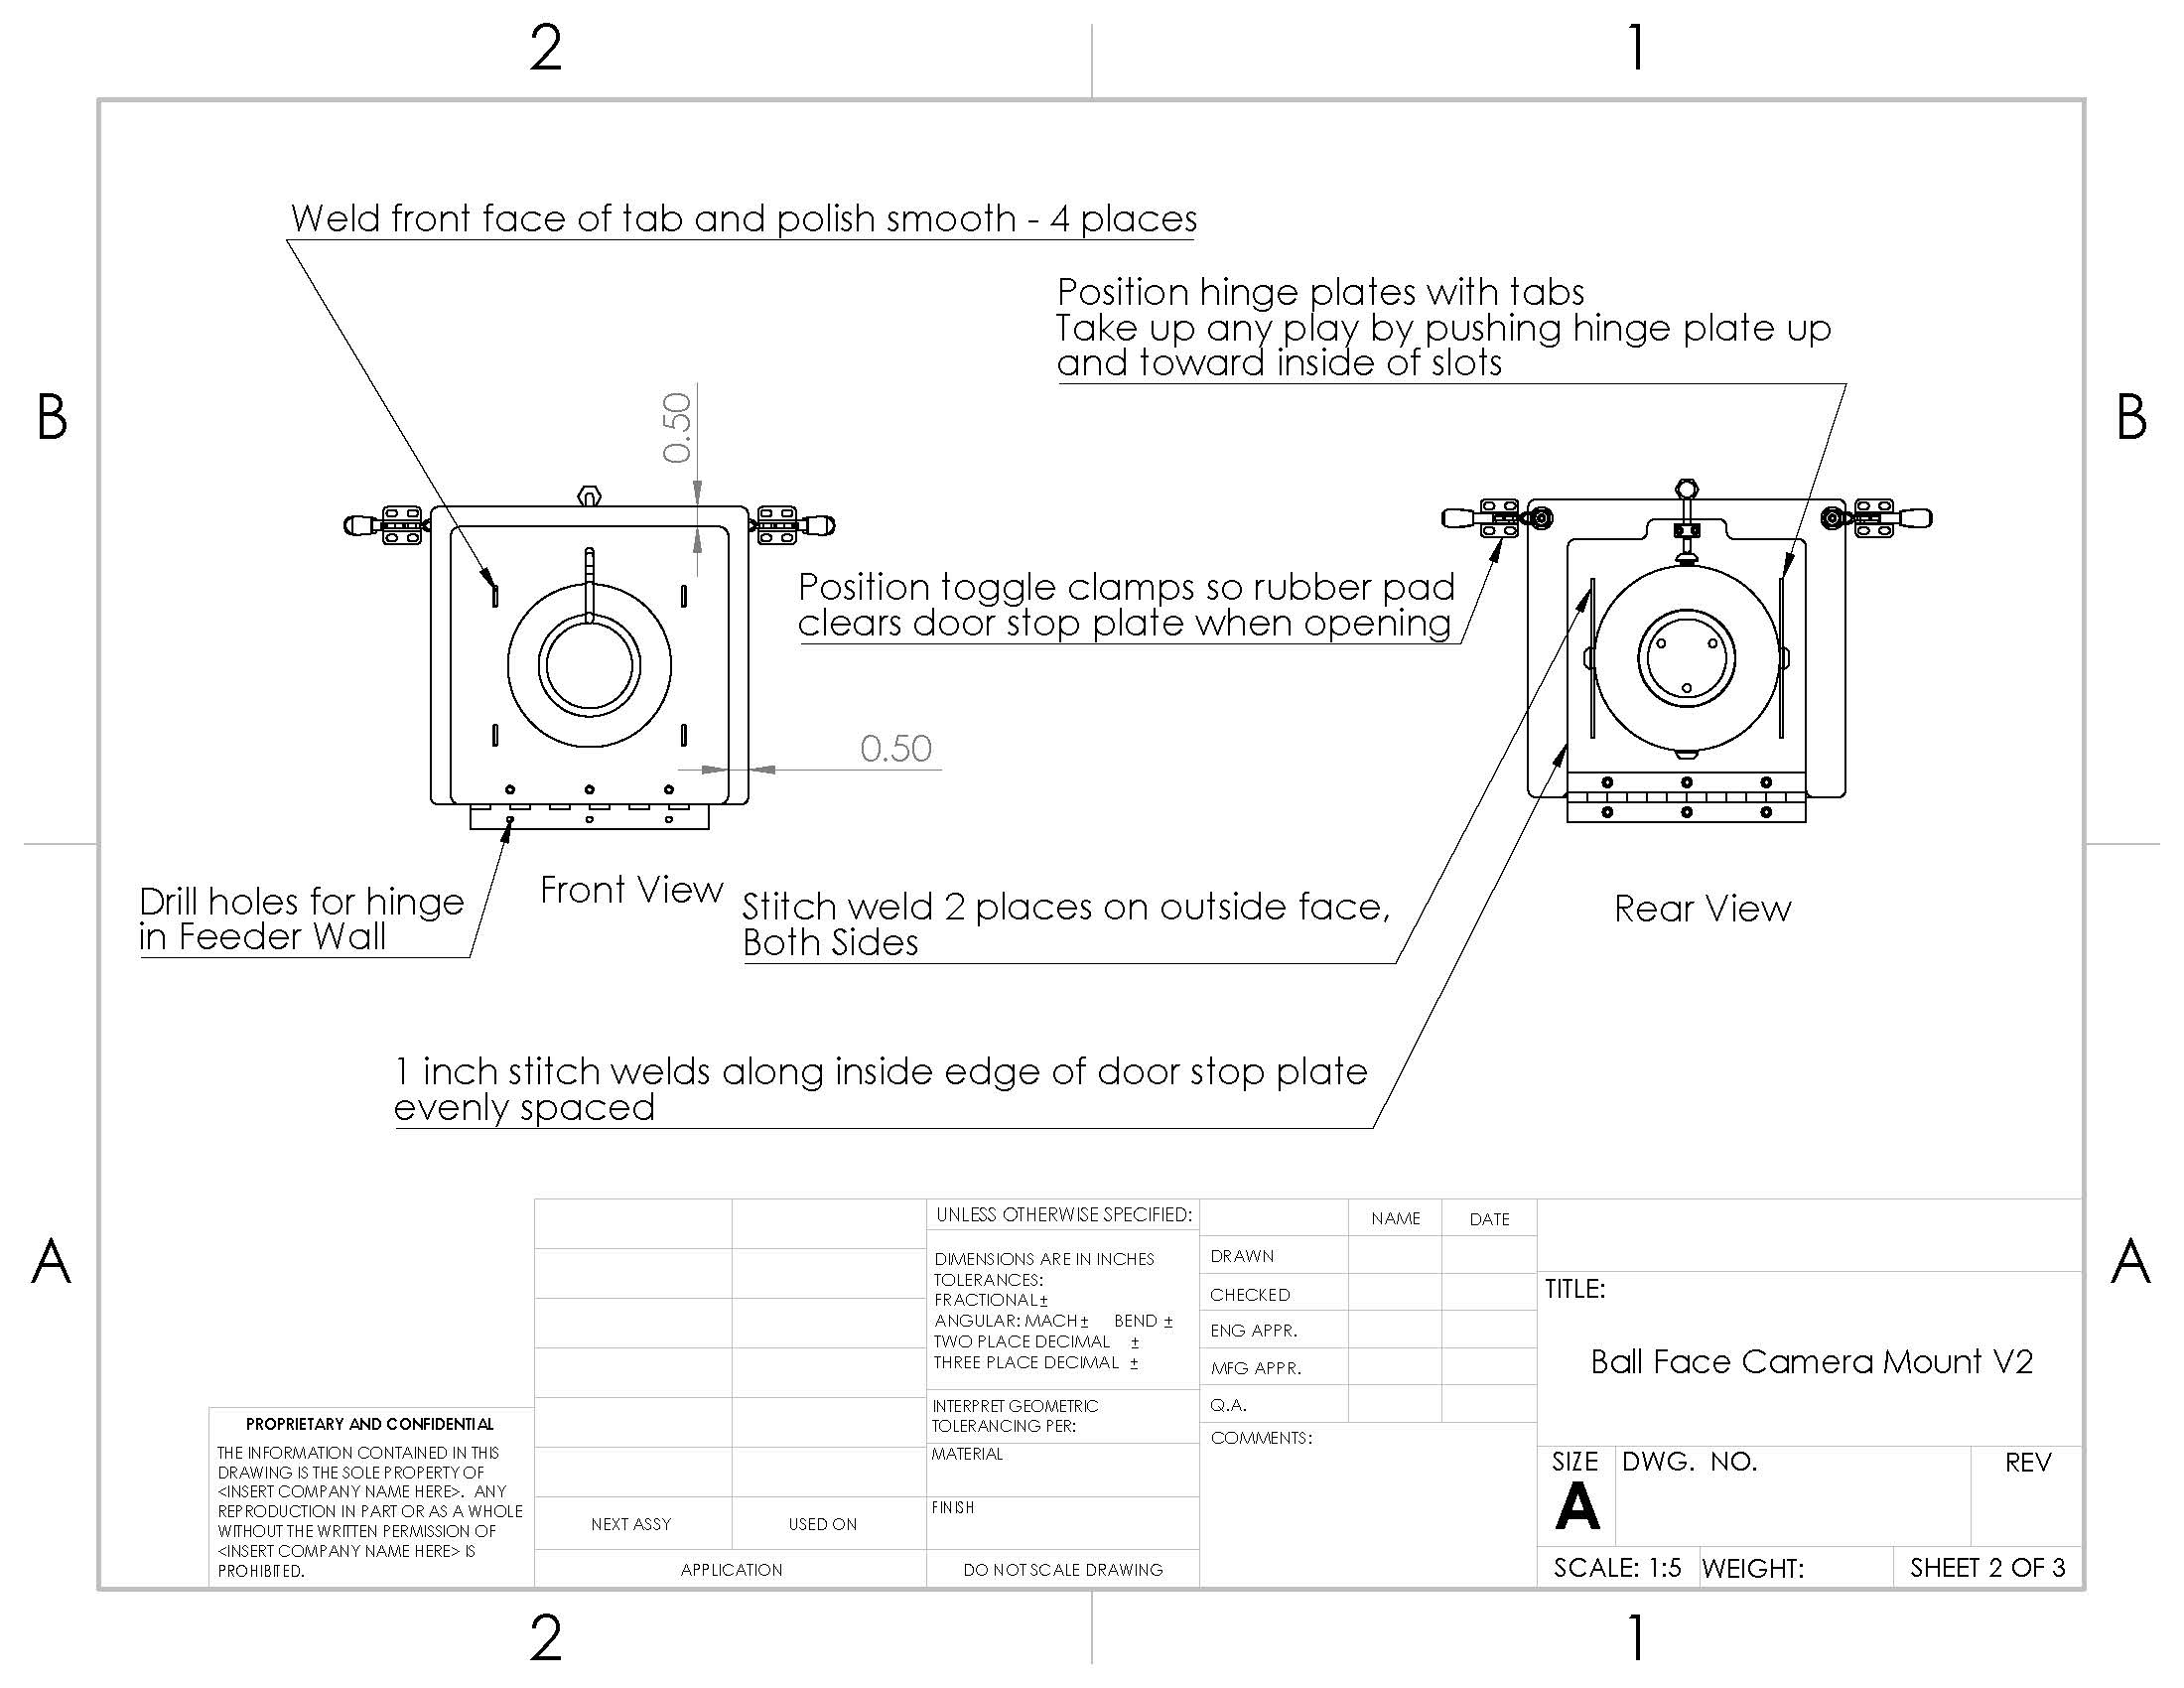 2
1
Weld front face of tab and polish smooth - 4 places
Position hinge plates with tabs
Take up any play by pushing hinge plate up
and toward inside of slots
B
B
0.50
Position toggle clamps so rubber pad
clears door stop plate when opening
0.50
Drill holes for hinge
in Feeder Wall
Front View
Stitch weld 2 places on outside face,
Both Sides
Rear View
1 inch stitch welds along inside edge of door stop plate
evenly spaced
A
A
PROPRIETARY AND CONFIDENTIAL
THE INFORMATION CONTAINED IN THIS
DRAWING IS THE SOLE PROPERTY OF
<INSERT COMPANY NAME HERE>. ANY
REPRODUCTION IN PART OR AS A WHOLE
WITHOUT THE WRITTEN PERMISSION OF
<INSERT COMPANY NAME HERE> IS
PROHIBITED.
NEXT ASSY
USED ON
APPLICATION
UNLESS OTHERWISE SPECIFIED:
DIMENSIONS ARE IN INCHES
TOLERANCES:
FRACTIONAL±
ANGULAR: MACH± BEND ±
TWO PLACE DECIMAL ±
THREE PLACE DECIMAL ±
INTERPRET GEOMETRIC
TOLERANCING PER:
MATERIAL
FINISH
DO NOT SCALE DRAWING
NAME
DATE
DRAWN
CHECKED
ENG APPR.
MFG APPR.
Q.A.
COMMENTS:
TITLE:
Ball Face Camera Mount V2
SIZE
A
DWG. NO.
REV
SCALE: 1:5
WEIGHT:
SHEET 2 OF 3
2
1